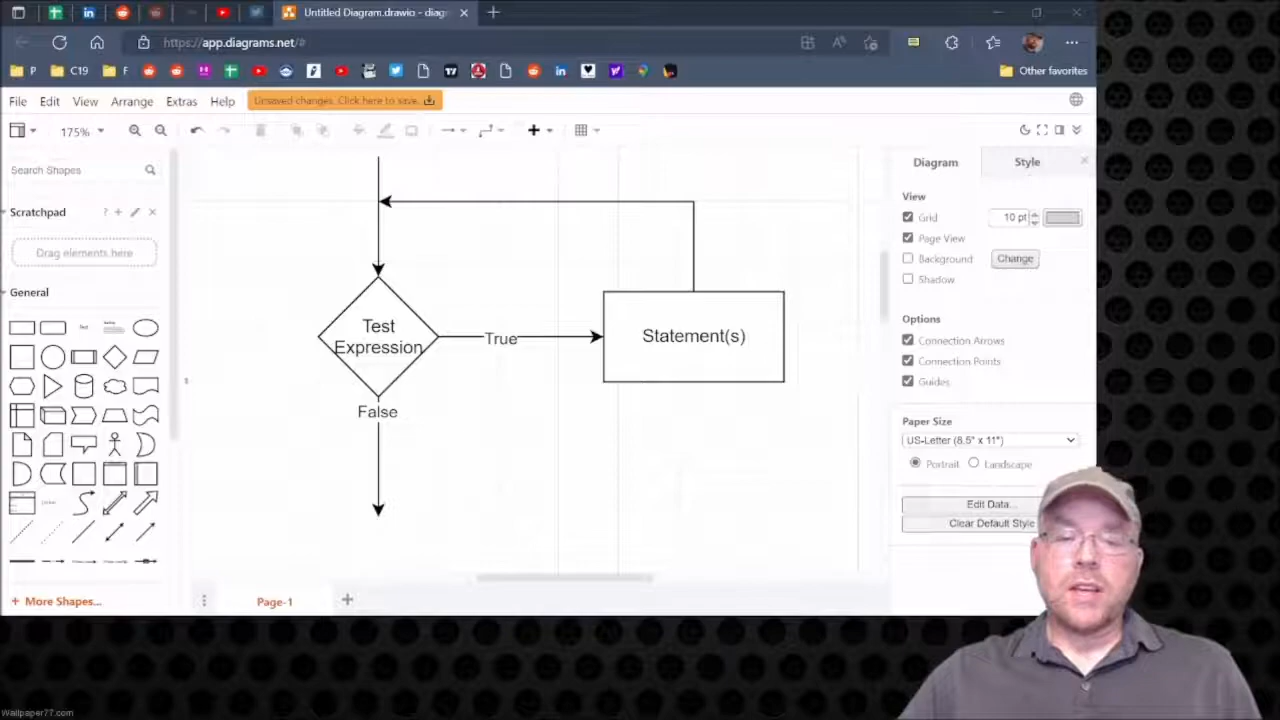 Untitled Diagram.drawio - diag
https://app.diagrams.net/#
P
C19
F
Other favorites
File Edit View Arrange Extras Help
Unsaved changes. Click here to save.
175%
Search Shapes
Scratchpad
?
Drag elements here
General
Text
More Shapes...
Test
Expression
True
Statement(s)
False
Page-1
Diagram Style
View
Grid 10 pt
Page View
Background Change
Shadow
Options
Connection Arrows
Connection Points
Guides
Paper Size
US-Letter (8.5" x 11")
Portrait Landscape
Edit Data...
Clear Default Style
Wallpaper77.com